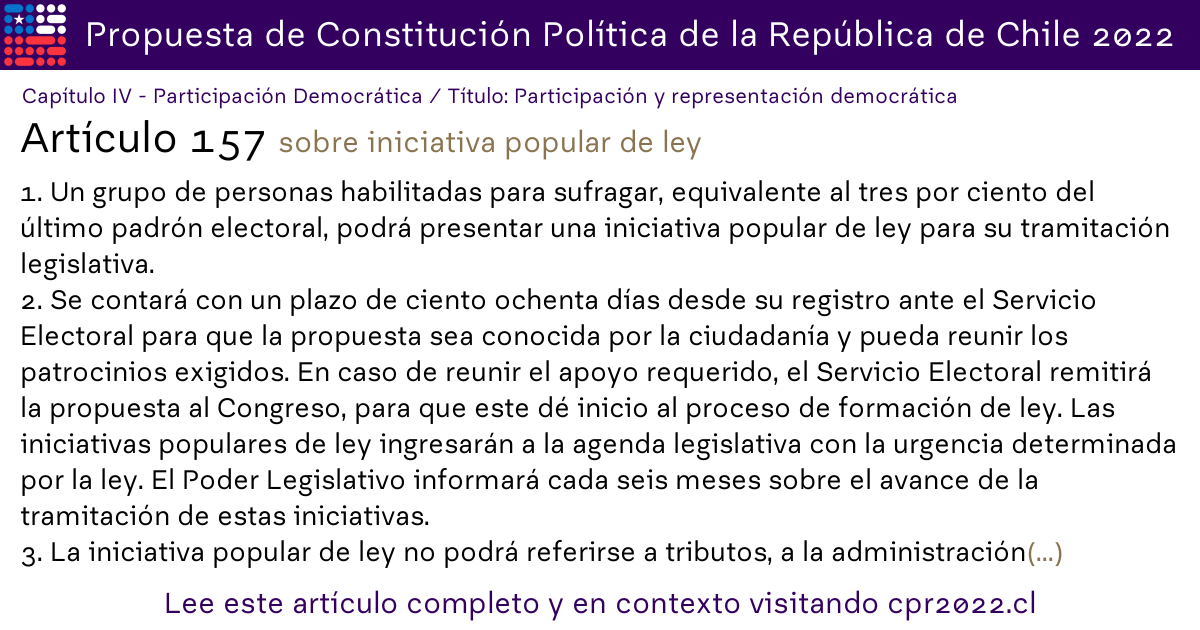 Propuesta de Constitución Política de la República de Chile 2022
Capítulo IV - Participación Democrática / Título: Participación y representación democrática
Artículo 157 sobre iniciativa popular de ley
1. Un grupo de personas habilitadas para sufragar, equivalente al tres por ciento del
último padrón electoral, podrá presentar una iniciativa popular de ley para su tramitación
legislativa.
2. Se contará con un plazo de ciento ochenta días desde su registro ante el Servicio
Electoral para que la propuesta sea conocida por la ciudadanía y pueda reunir los
patrocinios exigidos. En caso de reunir el apoyo requerido, el Servicio Electoral remitirá
la propuesta al Congreso, para que este dé inicio al proceso de formación de ley. Las
iniciativas populares de ley ingresarán a la agenda legislativa con la urgencia determinada
por la ley. El Poder Legislativo informará cada seis meses sobre el avance de la
tramitación de estas iniciativas.
3. La iniciativa popular de ley no podrá referirse a tributos, a la administración(...)
Lee este artículo completo y en contexto visitando cpr2022.cl